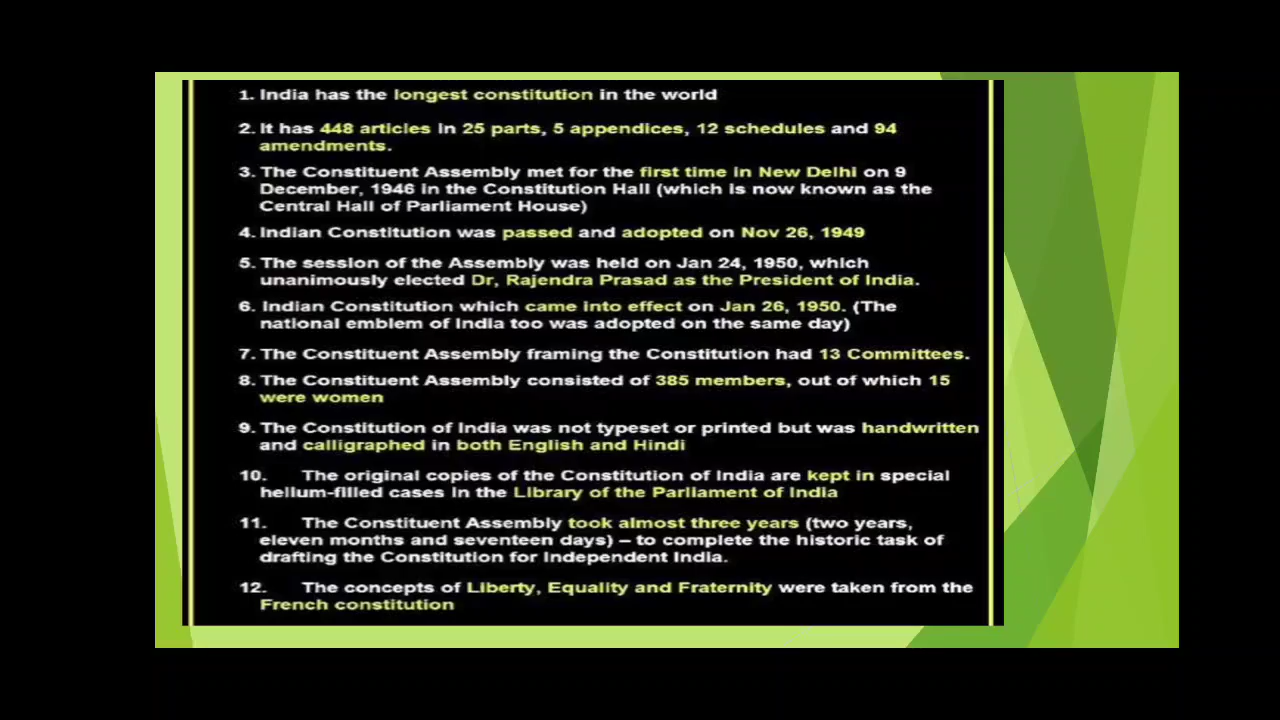 1. India has the longest constitution in the world
2. It has 448 articles in 25 parts, 5 appendices, 12 schedules and 94
amendments.
3. The Constituent Assembly met for the first time in New Delhi on 9
December, 1946 in the Constitution Hall (which is now known as the
Central Hall of Parliament House)
4. Indian Constitution was passed and adopted on Nov 26, 1949
5. The session of the Assembly was held on Jan 24, 1950, which
unanimously elected Dr, Rajendra Prasad as the President of India.
6. Indian Constitution which came into effect on Jan 26, 1950. (The
national emblem of India too was adopted on the same day)
7. The Constituent Assembly framing the Constitution had 13 Committees.
8. The Constituent Assembly consisted of 385 members, out of which 15
were women
9. The Constitution of India was not typeset or printed but was handwritten
and calligraphed in both English and Hindi
10. The original copies of the Constitution of India are kept in special
helium-filled cases in the Library of the Parliament of India
11. The Constituent Assembly took almost three years (two years,
eleven months and seventeen days) – to complete the historic task of
drafting the Constitution for Independent India.
12. The concepts of Liberty, Equality and Fraternity were taken from the
French constitution